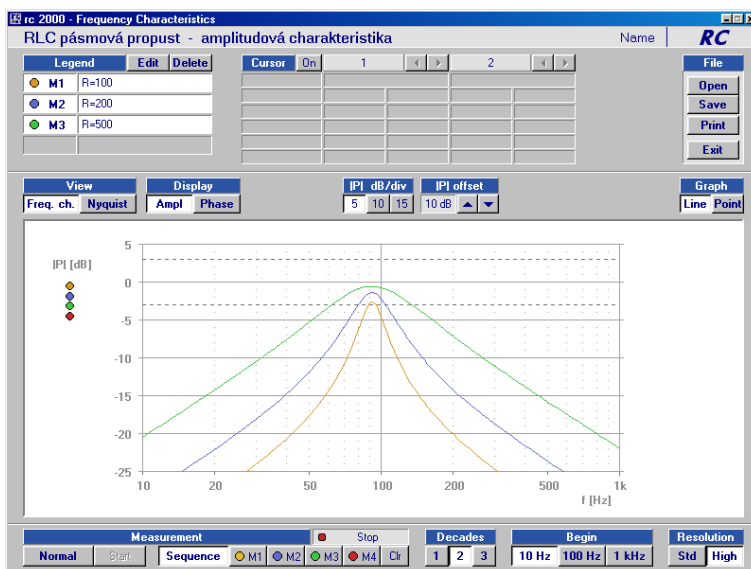 rc 2000 - Frequency Characteristics
RLC pásmová propust - amplitudová charakteristika Name RC
Legend Edit Delete Cursor On 1 2 File
M1 R=100
M2 R=200
M3 R=500
Open
Save
Print
Exit
View Display |P| dB/div |P| offset Graph
Freq. ch. Nyquist Ampl Phase 5 10 15 10 dB Line Point
|P| [dB]
5
0
-5
-10
-15
-20
-25
10 20 50 100 200 500 1k
f [Hz]
Measurement Stop Decades Begin Resolution
Normal Start Sequence M1 M2 M3 M4 Clr 1 2 3 10 Hz 100 Hz 1 kHz Std High